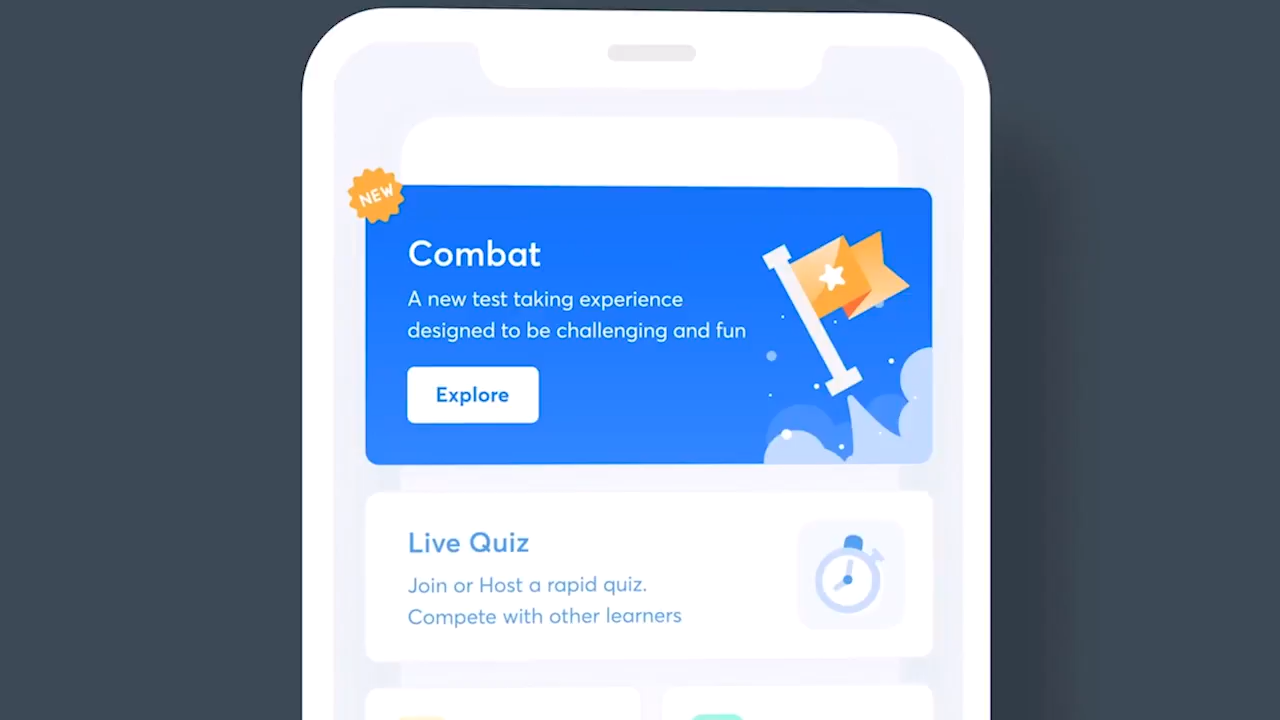 NEW
Combat
A new test taking experience
designed to be challenging and fun
Explore
Live Quiz
Join or Host a rapid quiz.
Compete with other learners